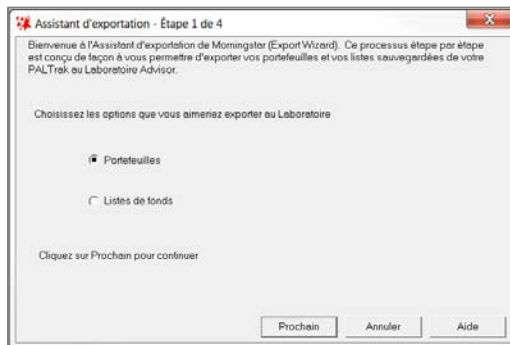 Assistant d'exportation - Étape 1 de 4
Bienvenue à l'Assistant d'exportation de Morningstar (Export Wizard). Ce processus étape par étape
est conçu de façon à vous permettre d'exporter vos portefeuilles et vos listes sauvegardées de votre
PALTrak au Laboratoire Advisor.
Choisissez les options que vous aimeriez exporter au Laboratoire
Portefeuilles
Listes de fonds
Cliquez sur Prochain pour continuer
Prochain Annuler Aide